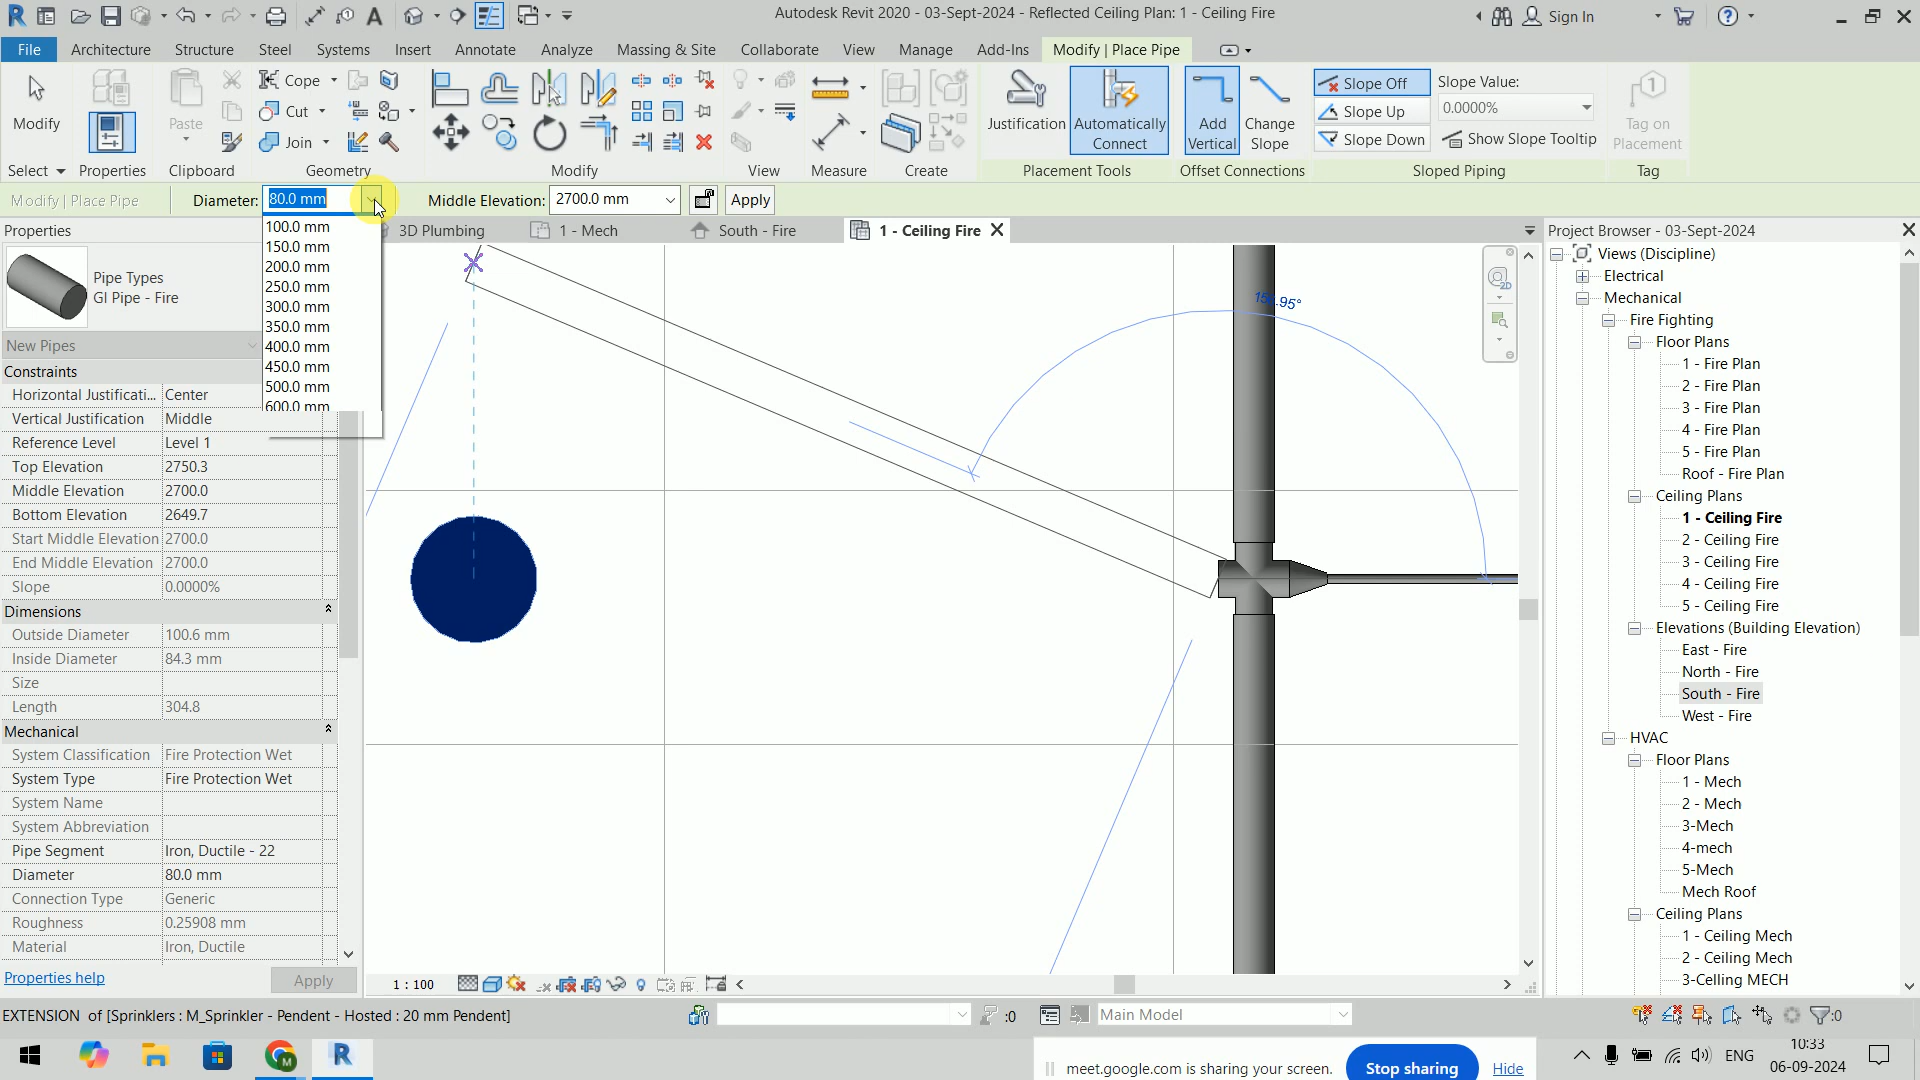 Autodesk Revit 2020 - 03-Sept-2024 - Reflected Ceiling Plan: 1 - Ceiling Fire
Sign In
File Architecture Structure Steel Systems Insert Annotate Analyze Massing & Site Collaborate View Manage Add-Ins Modify | Place Pipe
Modify
Paste
Cope
Cut
Join
Justification
Automatically Connect
Add Vertical
Change Slope
Slope Off
Slope Up
Slope Down
Slope Value:
0.0000%
Show Slope Tooltip
Tag on Placement
Select Properties Clipboard Geometry Modify View Measure Create Placement Tools Offset Connections Sloped Piping Tag
Modify | Place Pipe Diameter: 80.0 mm Middle Elevation: 2700.0 mm Apply
100.0 mm
150.0 mm
200.0 mm
250.0 mm
300.0 mm
350.0 mm
400.0 mm
450.0 mm
500.0 mm
600.0 mm
3D Plumbing 1 - Mech South - Fire 1 - Ceiling Fire
Properties
Pipe Types
GI Pipe - Fire
New Pipes
Constraints
Horizontal Justificati... Center
Vertical Justification Middle
Reference Level Level 1
Top Elevation 2750.3
Middle Elevation 2700.0
Bottom Elevation 2649.7
Start Middle Elevation 2700.0
End Middle Elevation 2700.0
Slope 0.0000%
Dimensions
Outside Diameter 100.6 mm
Inside Diameter 84.3 mm
Size
Length 304.8
Mechanical
System Classification Fire Protection Wet
System Type Fire Protection Wet
System Name
System Abbreviation
Pipe Segment Iron, Ductile - 22
Diameter 80.0 mm
Connection Type Generic
Roughness 0.25908 mm
Material Iron, Ductile
Properties help Apply
2D
1 : 100
Project Browser - 03-Sept-2024
Views (Discipline)
Electrical
Mechanical
Fire Fighting
Floor Plans
1 - Fire Plan
2 - Fire Plan
3 - Fire Plan
4 - Fire Plan
5 - Fire Plan
Roof - Fire Plan
Ceiling Plans
1 - Ceiling Fire
2 - Ceiling Fire
3 - Ceiling Fire
4 - Ceiling Fire
5 - Ceiling Fire
Elevations (Building Elevation)
East - Fire
North - Fire
South - Fire
West - Fire
HVAC
Floor Plans
1 - Mech
2 - Mech
3-Mech
4-mech
5-Mech
Mech Roof
Ceiling Plans
1 - Ceiling Mech
2 - Ceiling Mech
3-Celling MECH
EXTENSION of [Sprinklers : M_Sprinkler - Pendent - Hosted : 20 mm Pendent]
:0
Main Model
:0
meet.google.com is sharing your screen. Stop sharing Hide
ENG
10:33
06-09-2024